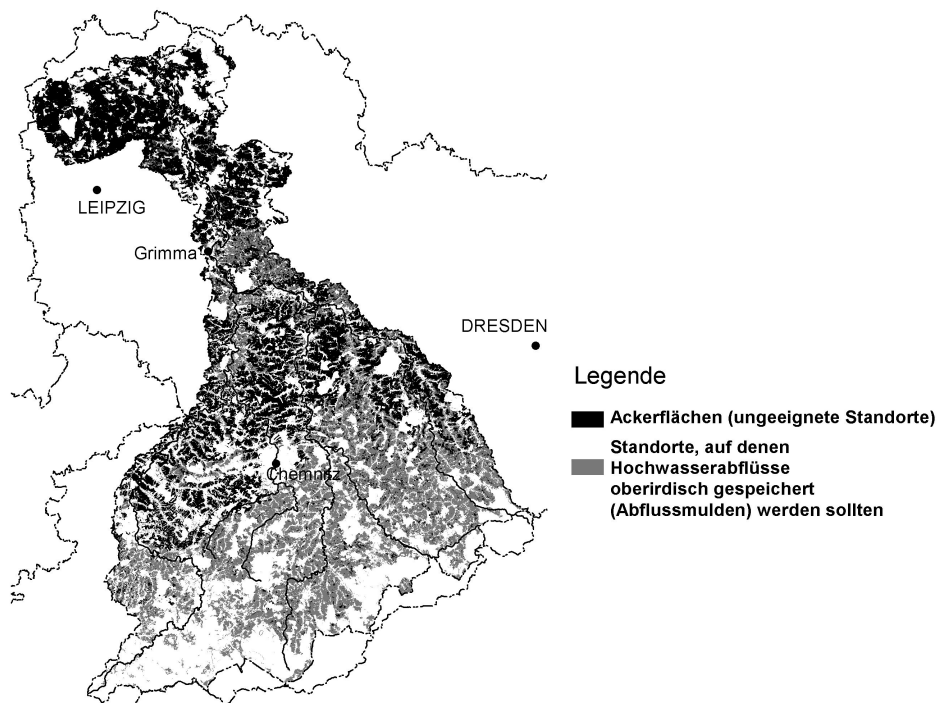 LEIPZIG
Grimma
DRESDEN
Chemnitz
Legende
Ackerflächen (ungeeignete Standorte)
Standorte, auf denen
Hochwasserabflüsse
oberirdisch gespeichert
(Abflussmulden) werden sollten